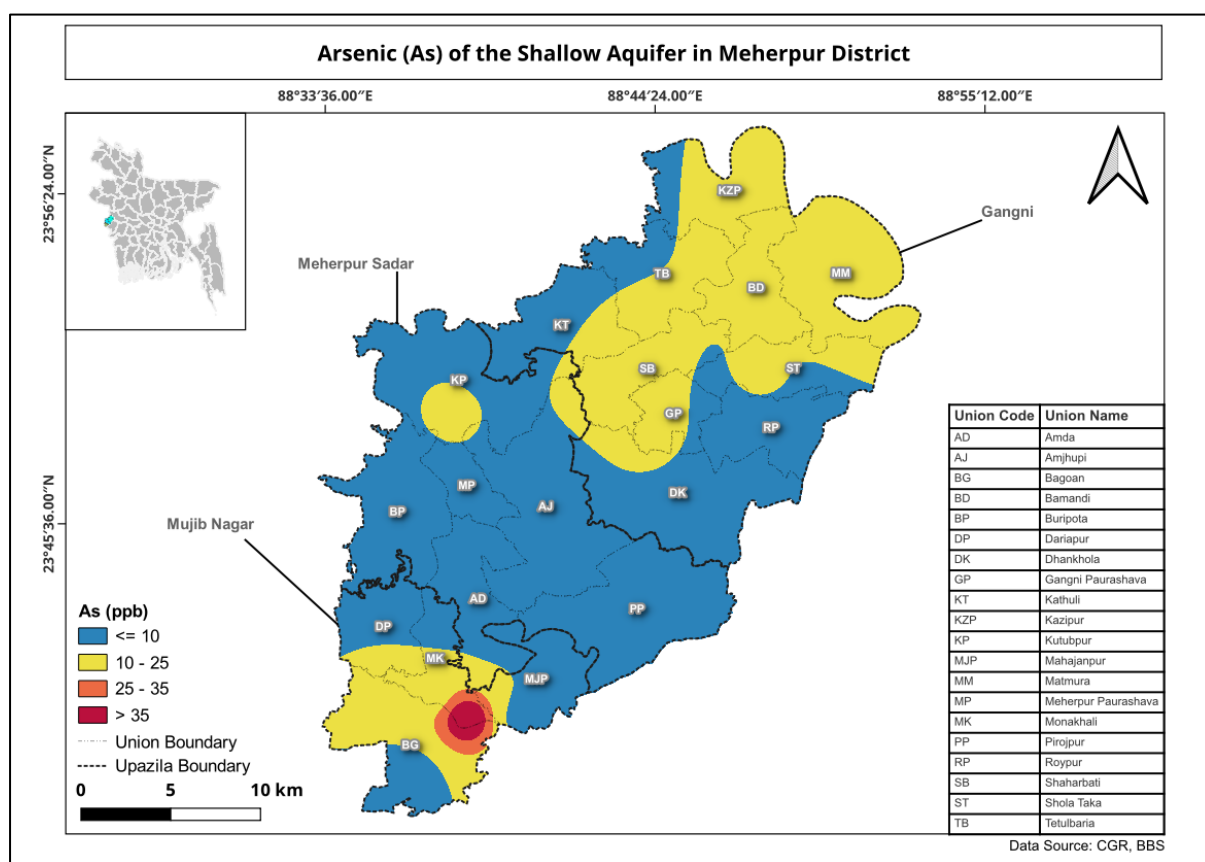 Arsenic (As) of the Shallow Aquifer in Meherpur District
88°33′36.00″E 88°44′24.00″E 88°55′12.00″E
23°56′24.00″N
23°45′36.00″N
KZP
Gangni
Meherpur Sadar
TB
MM
BD
KT
SB
ST
KP
GP
RP
MP
DK
BP
AJ
Mujib Nagar
AD
PP
DP
MK
MJP
BG
As (ppb)
<= 10
10 - 25
25 - 35
> 35
Union Boundary
Upazila Boundary
0 5 10 km
Union Code Union Name
AD Amda
AJ Amjhupi
BG Bagoan
BD Bamandi
BP Buripota
DP Dariapur
DK Dhankhola
GP Gangni Paurashava
KT Kathuli
KZP Kazipur
KP Kutubpur
MJP Mahajanpur
MM Matmura
MP Meherpur Paurashava
MK Monakhali
PP Pirojpur
RP Roypur
SB Shaharbati
ST Shola Taka
TB Tetulbaria
Data Source: CGR, BBS